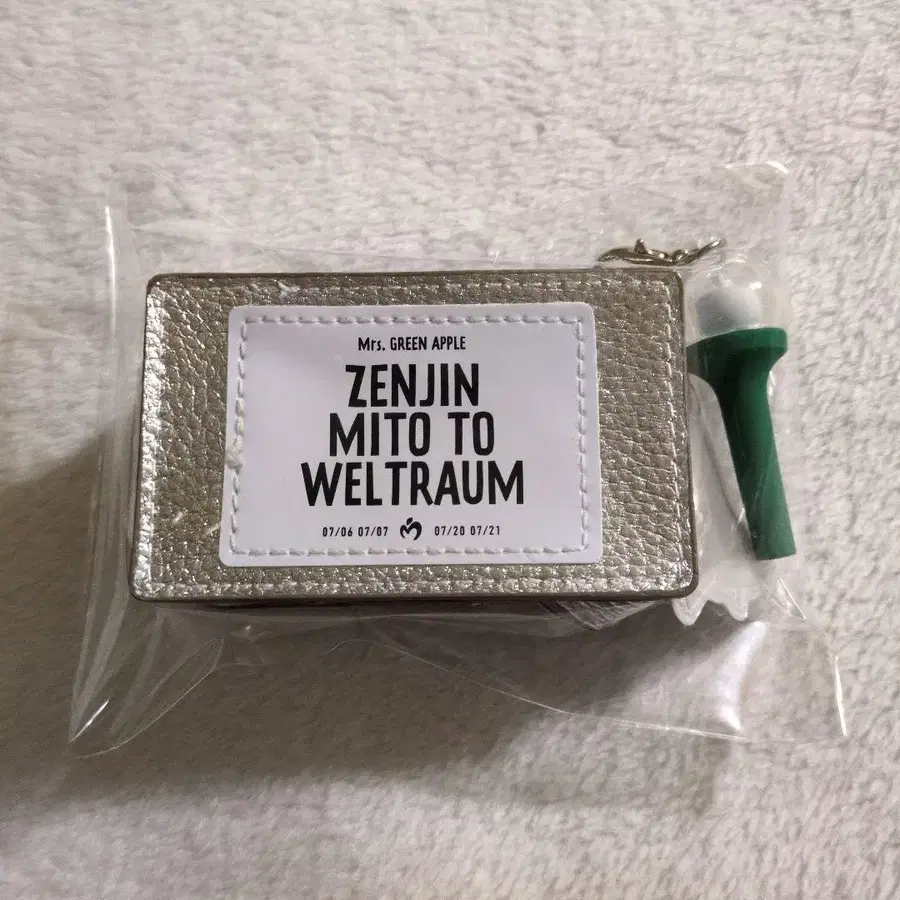 Mrs. GREEN APPLE
ZENJIN
MITO TO
WELTRAUM
07/06 07/07 07/20 07/21